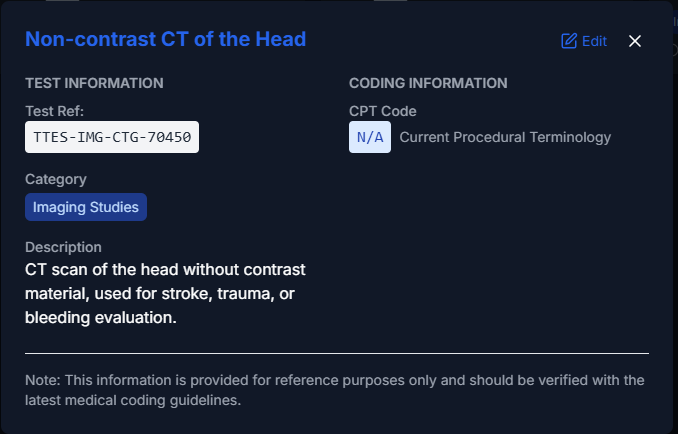 Non-contrast CT of the Head
Edit
TEST INFORMATION
Test Ref:
TTES-IMG-CTG-70450
Category
Imaging Studies
Description
CT scan of the head without contrast
material, used for stroke, trauma, or
bleeding evaluation.
CODING INFORMATION
CPT Code
N/A Current Procedural Terminology
Note: This information is provided for reference purposes only and should be verified with the
latest medical coding guidelines.